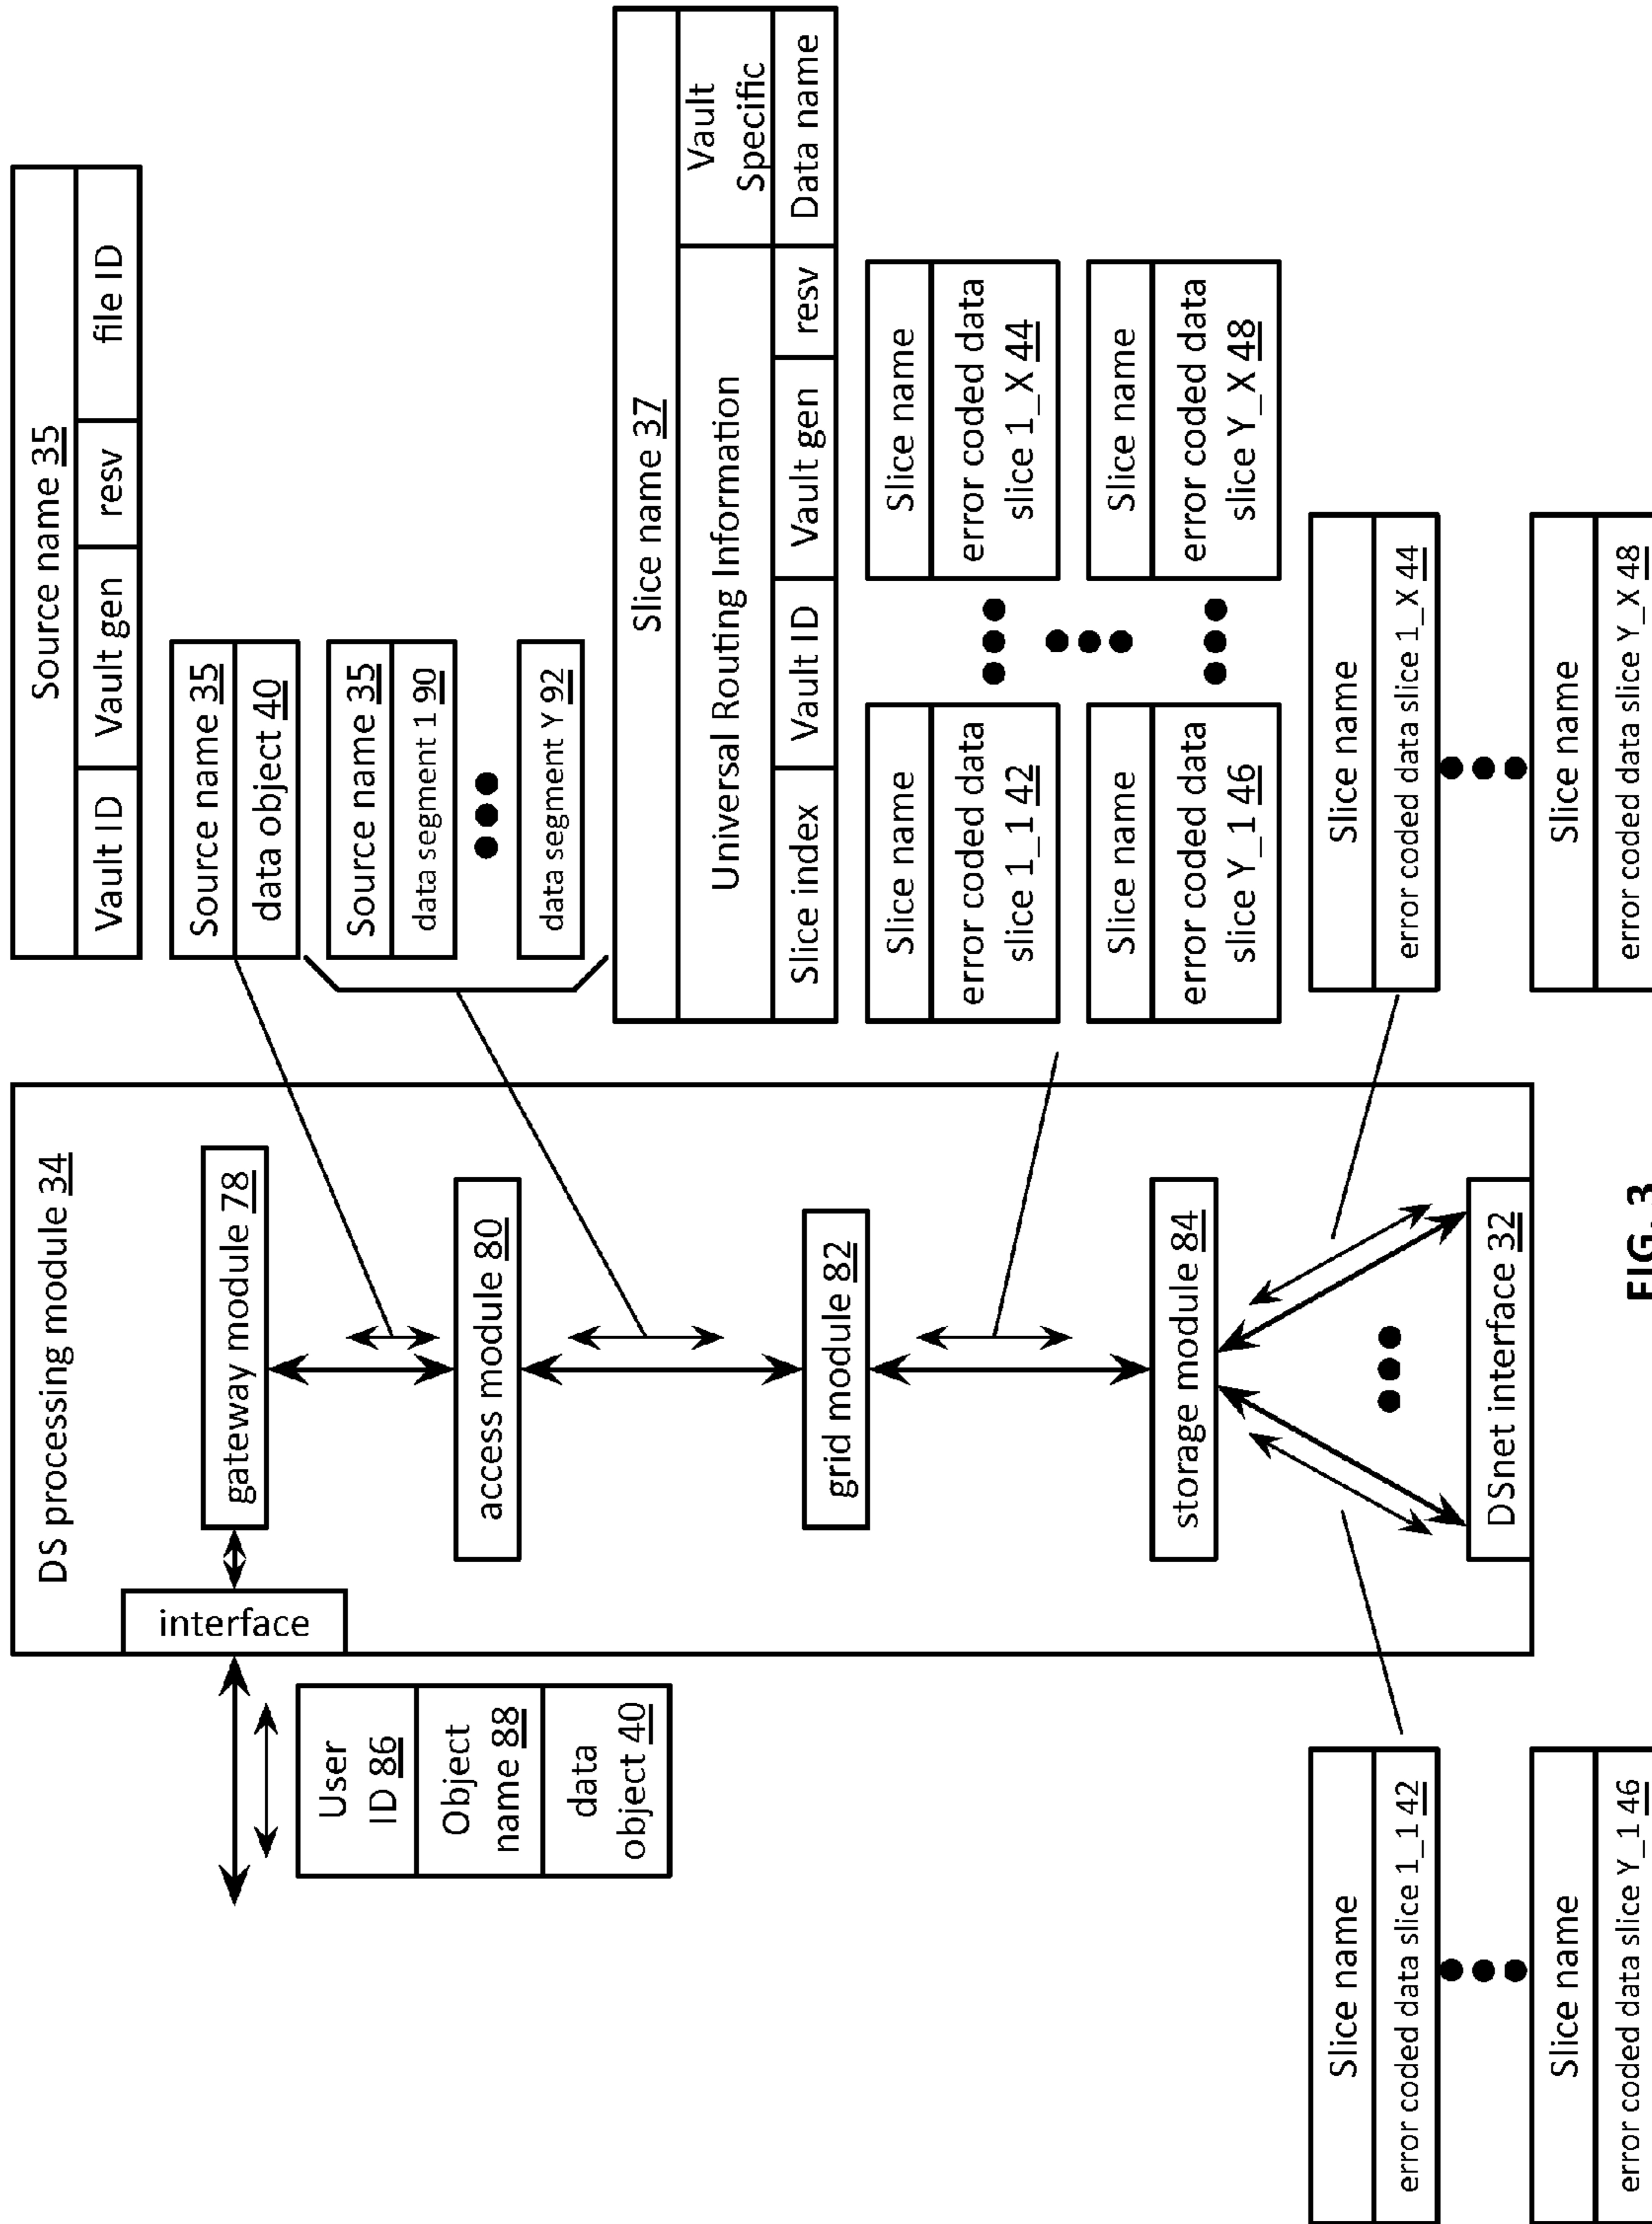 DS processing module 34
interface
gateway module 78
access module 80
grid module 82
storage module 84
DSnet interface 32
User
ID 86
Object
name 88
data
object 40
Source name 35
Vault ID
Vault gen
resv
file ID
Source name 35
data object 40
Source name 35
data segment 1 90
data segment Y 92
Slice name 37
Universal Routing Information
Vault
Specific
Slice index
Vault ID
Vault gen
resv
Data name
Slice name
error coded data
slice 1_1 42
Slice name
error coded data
slice 1_X 44
Slice name
error coded data
slice Y_1 46
Slice name
error coded data
slice Y_X 48
Slice name
error coded data slice 1_1 42
Slice name
error coded data slice Y_1 46
Slice name
error coded data slice 1_X 44
Slice name
error coded data slice Y_X 48
FIG. 3